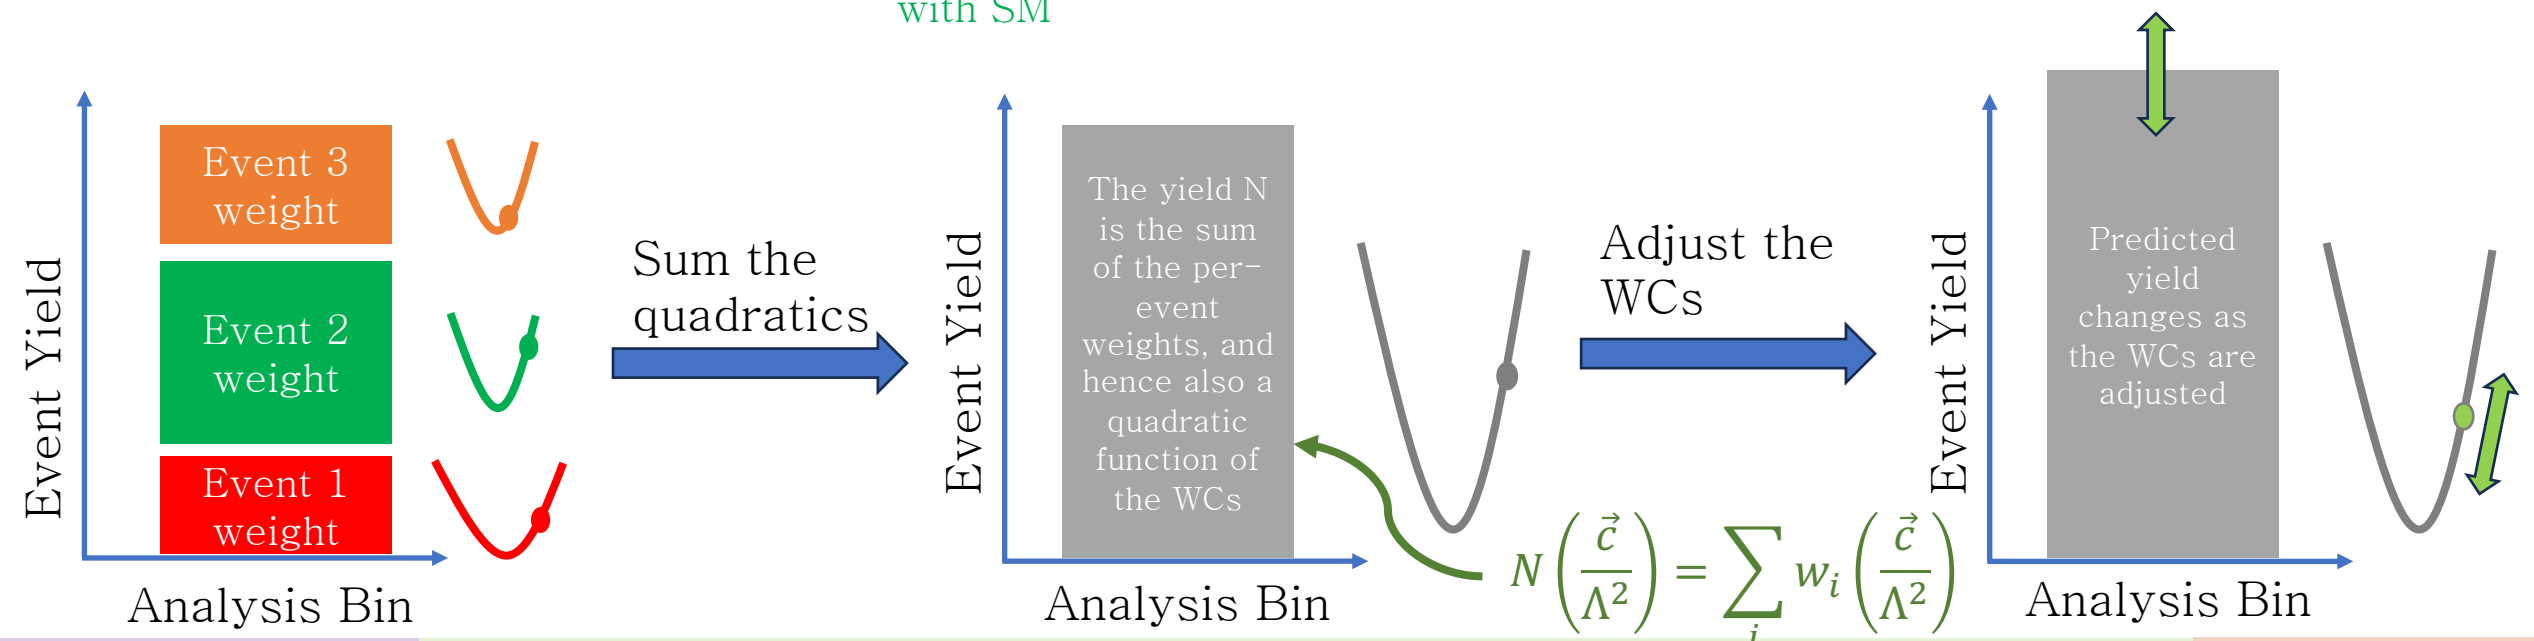 with SM
Event Yield
Event 3
weight
Event 2
weight
Event 1
weight
Analysis Bin
Sum the
quadratics
Event Yield
The yield N
is the sum
of the per-
event
weights, and
hence also a
quadratic
function of
the WCs
Analysis Bin
Adjust the
WCs
N(c⃗/Λ²) = ∑ᵢ wᵢ(c⃗/Λ²)
Event Yield
Predicted
yield
changes as
the WCs are
adjusted
Analysis Bin